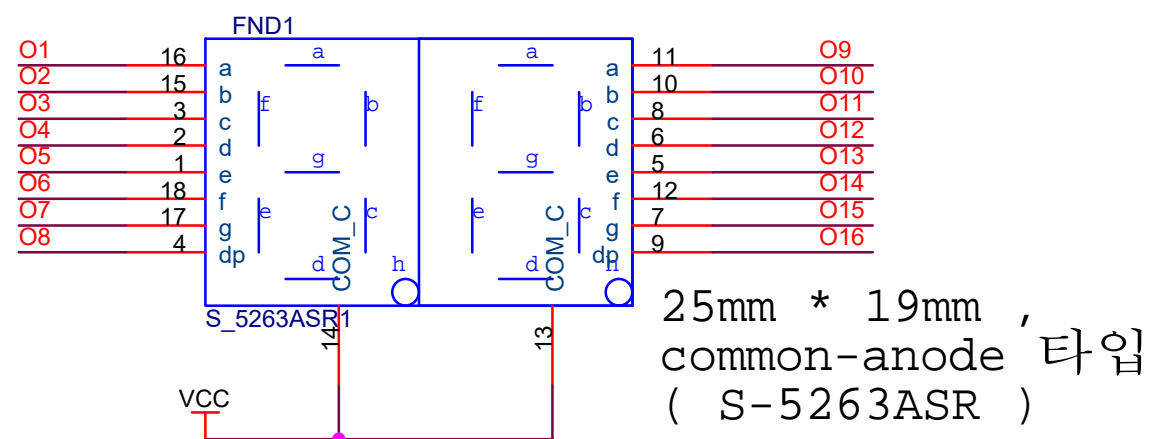 FND1
O1 16 a a a a 11 O9
O2 15 b b 10 O10
O3 3 c f b f b c 8 O11
O4 2 d d 6 O12
O5 1 e g g e 5 O13
O6 18 f f 12 O14
O7 17 g e c e c g 7 O15
O8 4 dp d h d h dp 9 O16
COM_C COM_C
S_5263ASR1
14 13
VCC
25mm * 19mm ,
common-anode 타입
( S-5263ASR )